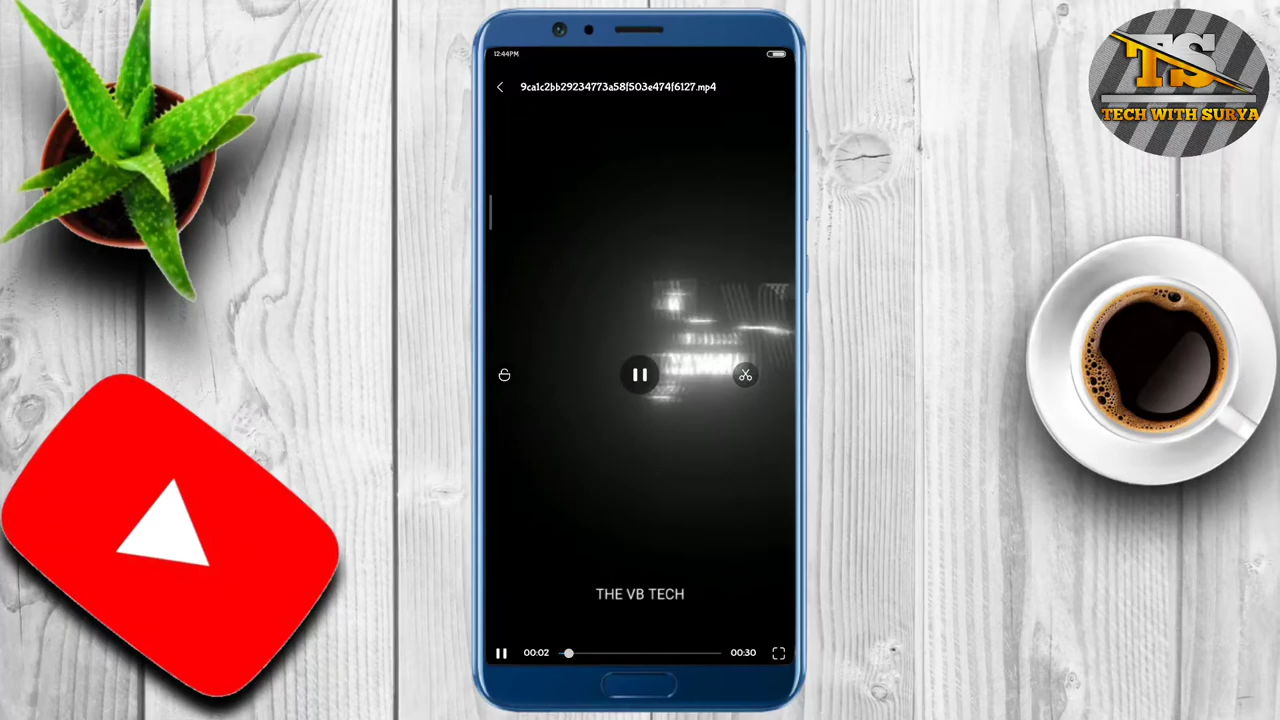 TS
TECH WITH SURYA
12:44PM
9ca1c2bb29234773a58f503e474f6127.mp4
THE VB TECH
00:02
00:30